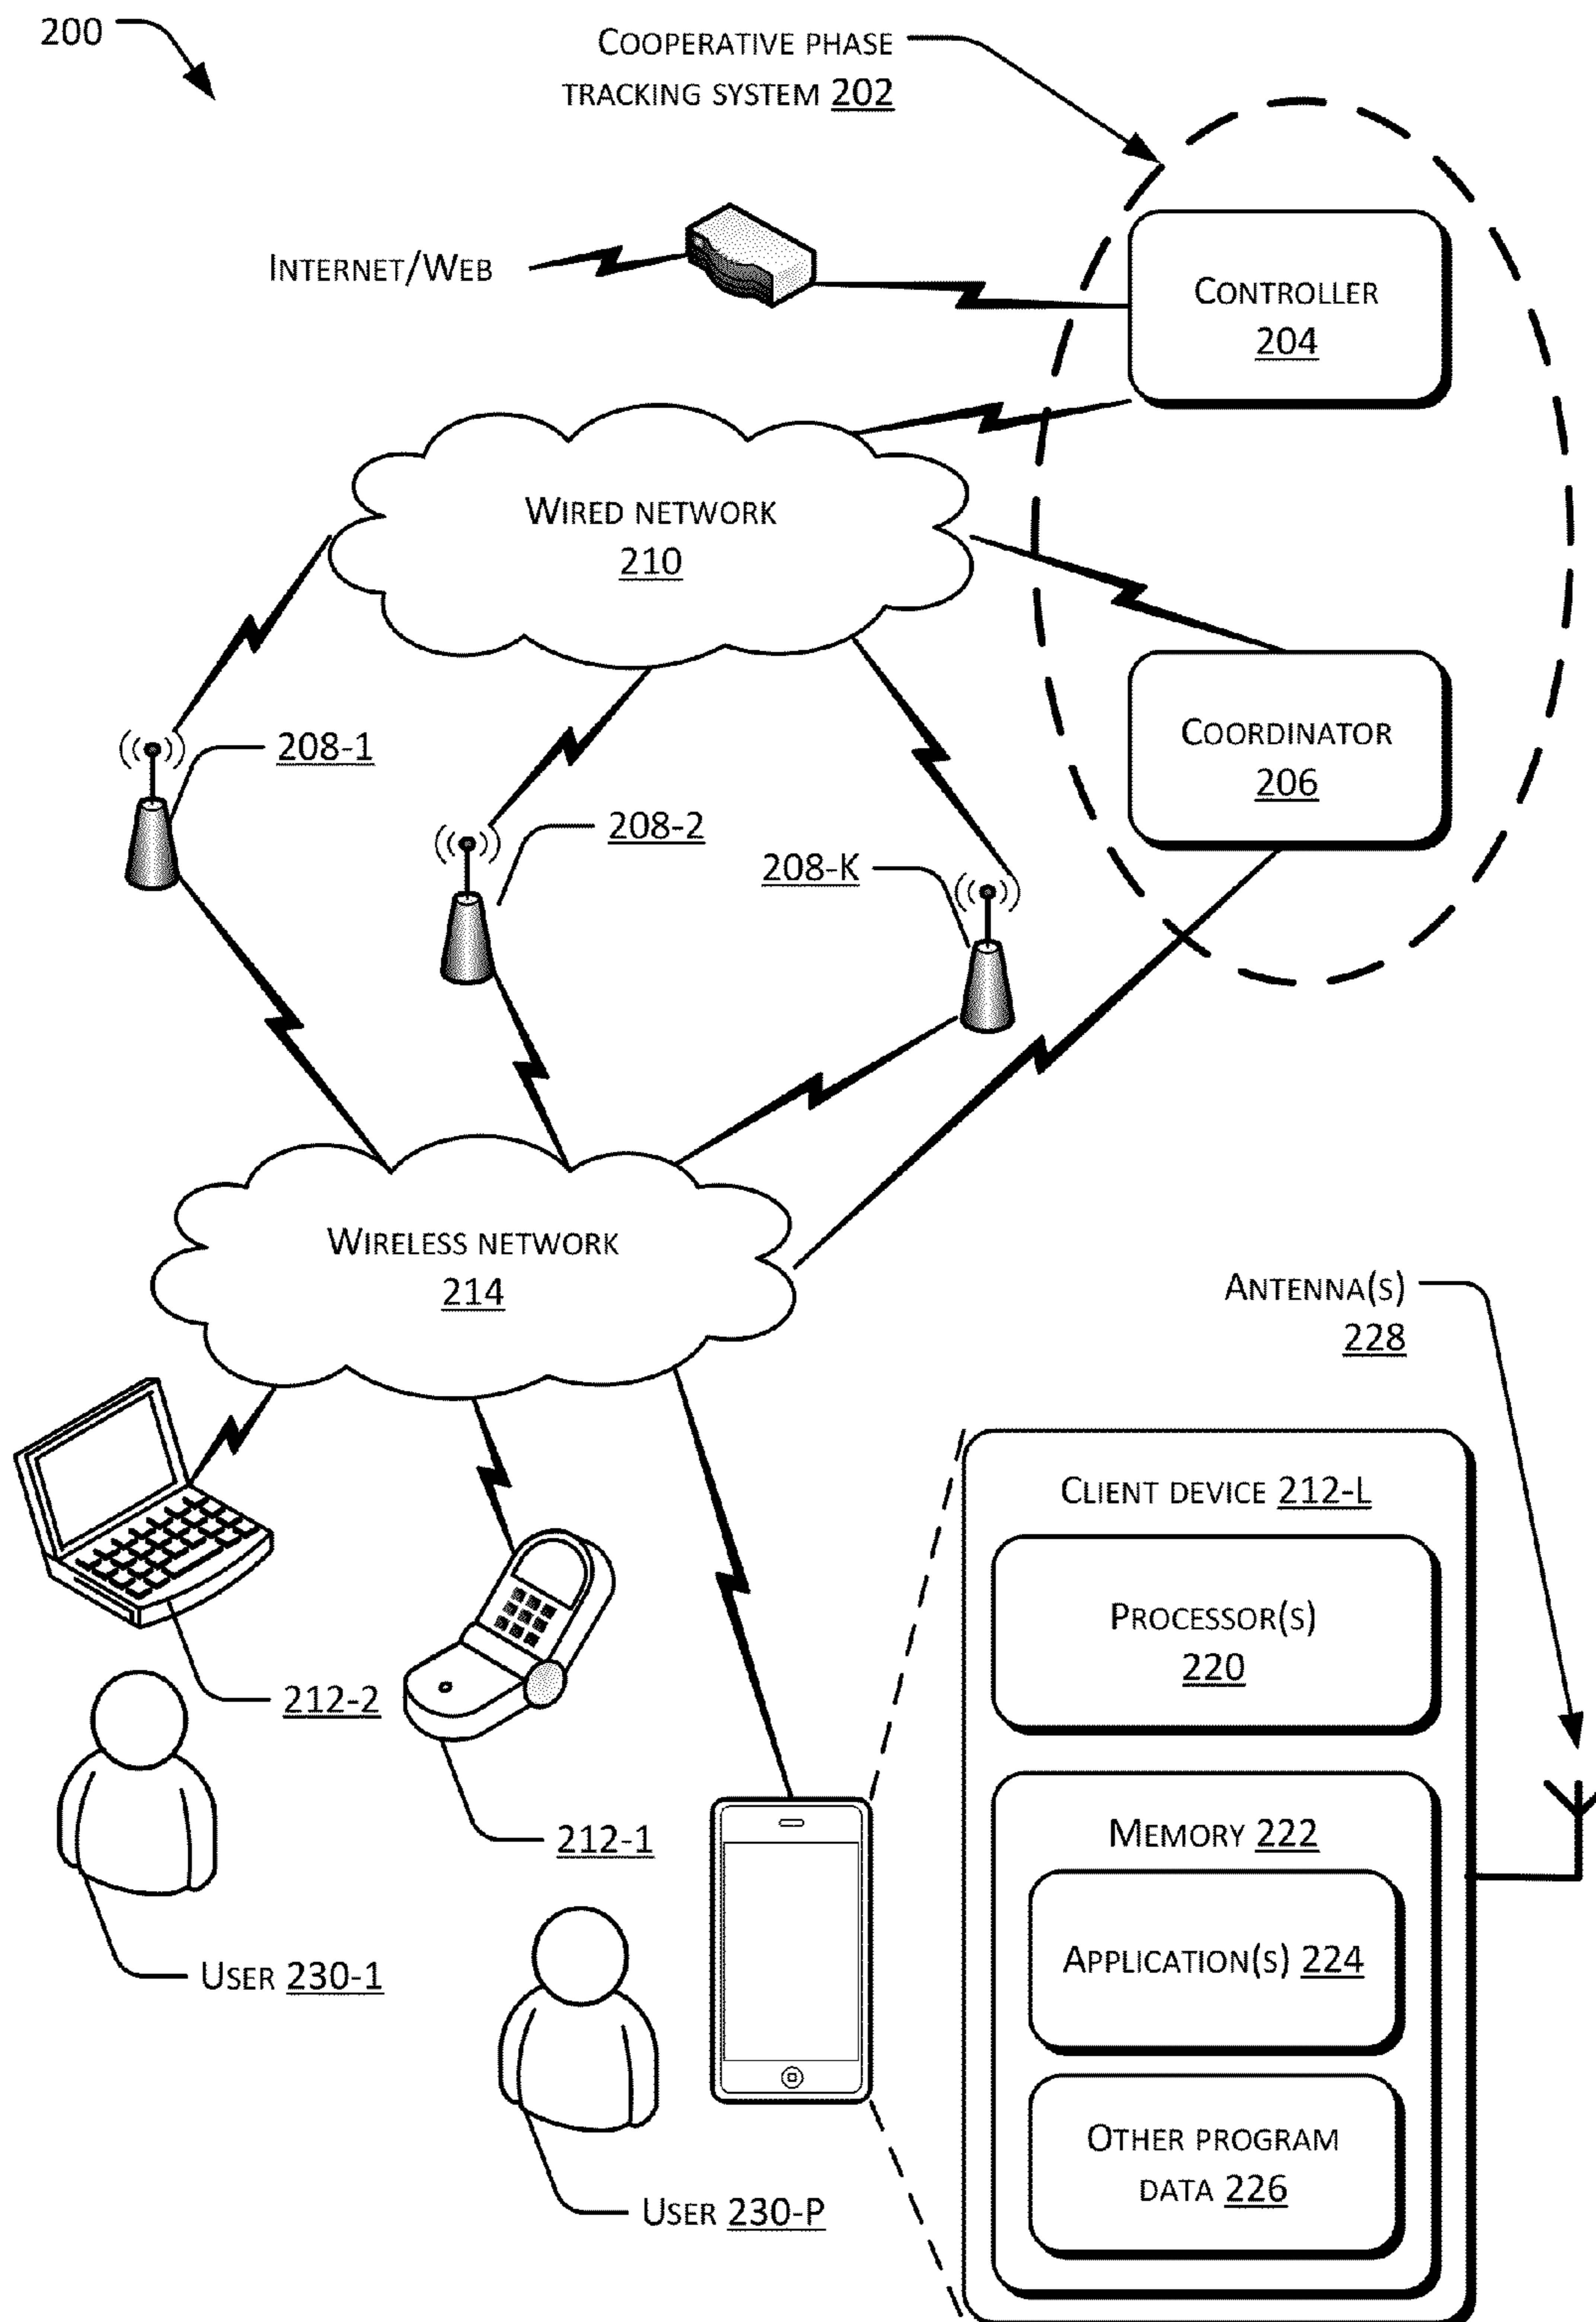 200
COOPERATIVE PHASE
TRACKING SYSTEM 202
INTERNET/WEB
CONTROLLER
204
WIRED NETWORK
210
COORDINATOR
206
208-1
208-2
208-K
WIRELESS NETWORK
214
ANTENNA(S)
228
CLIENT DEVICE 212-L
PROCESSOR(S)
220
212-2
MEMORY 222
212-1
APPLICATION(S) 224
USER 230-1
OTHER PROGRAM
DATA 226
USER 230-P